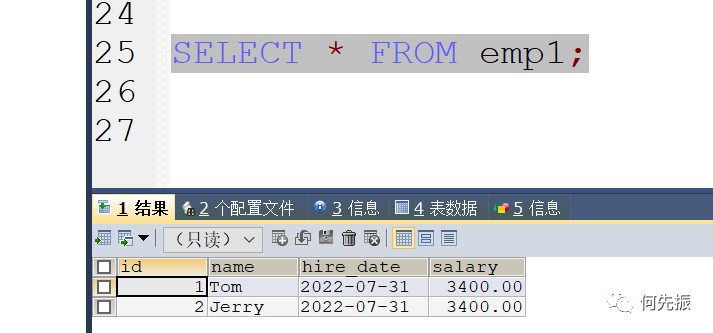 24
25 SELECT * FROM emp1;
26
27
1 结果 2 个配置文件 3 信息 4 表数据 5 信息
(只读)
id name hire_date salary
1 Tom 2022-07-31 3400.00
2 Jerry 2022-07-31 3400.00
何先振